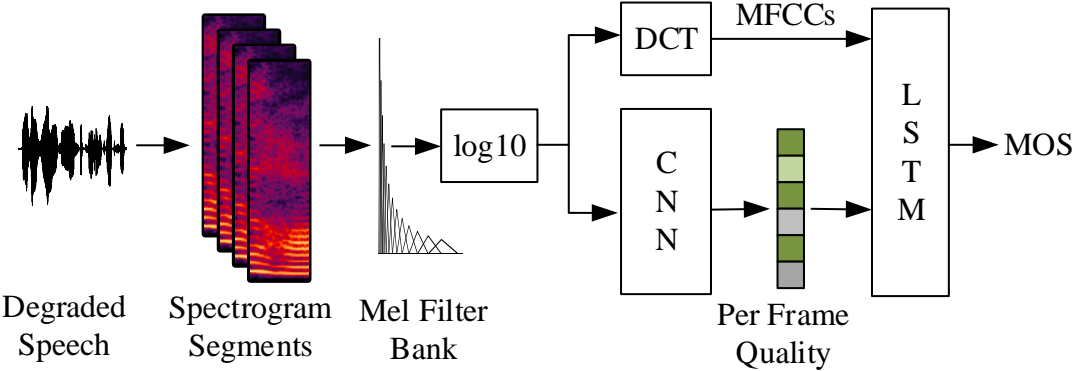 Degraded
Speech
Spectrogram
Segments
Mel Filter
Bank
log10
DCT
MFCCs
C
N
N
Per Frame
Quality
L
S
T
M
MOS